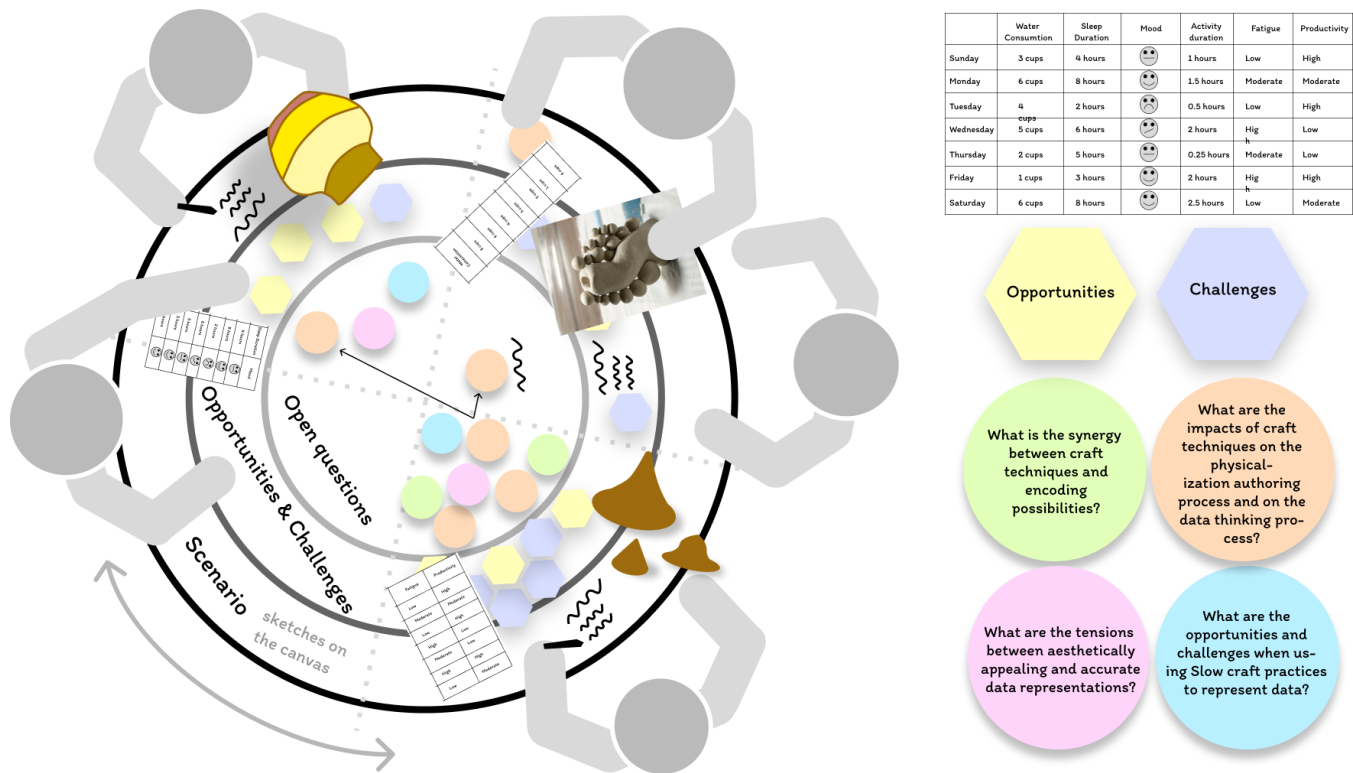 Open questions
Opportunities & Challenges
Scenario
sketches on
the canvas
Fatigue Productivity
Low High
Moderate Moderate
Low High
High Low
Moderate Low
High High
Low Moderate
Water Sleep Mood Activity Fatigue Productivity
Consumtion Duration duration
Sunday 3 cups 4 hours 1 hours Low High
Monday 6 cups 8 hours 1.5 hours Moderate Moderate
Tuesday 4 cups 2 hours 0.5 hours Low High
Wednesday 5 cups 6 hours 2 hours Hig
h Low
Thursday 2 cups 5 hours 0.25 hours Moderate Low
Friday 1 cups 3 hours 2 hours Hig
h High
Saturday 6 cups 8 hours 2.5 hours Low Moderate
Opportunities
Challenges
What is the synergy
between craft
techniques and
encoding
possibilities?
What are the
impacts of craft
techniques on the
physical-
ization authoring
process and on the
data thinking pro-
cess?
What are the tensions
between aesthetically
appealing and accurate
data representations?
What are the
opportunities and
challenges when us-
ing Slow craft practices
to represent data?